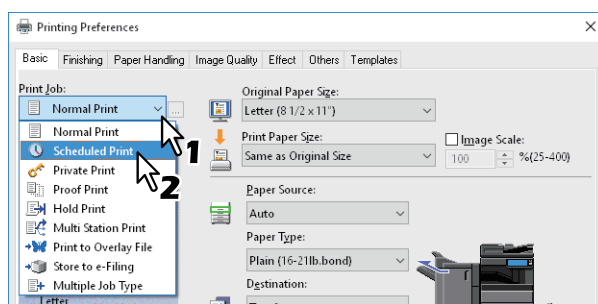 Printing Preferences
Basic Finishing Paper Handling Image Quality Effect Others Templates
Print Job:
Normal Print
...
Normal Print
Scheduled Print
Private Print
Proof Print
Hold Print
Multi Station Print
Print to Overlay File
Store to e-Filing
Multiple Job Type
Letter
1
2
Original Paper Size:
Letter (8 1/2 x 11")
Print Paper Size:
Same as Original Size
Image Scale:
100 %(25-400)
Paper Source:
Auto
Paper Type:
Plain (16-21lb.bond)
Destination: